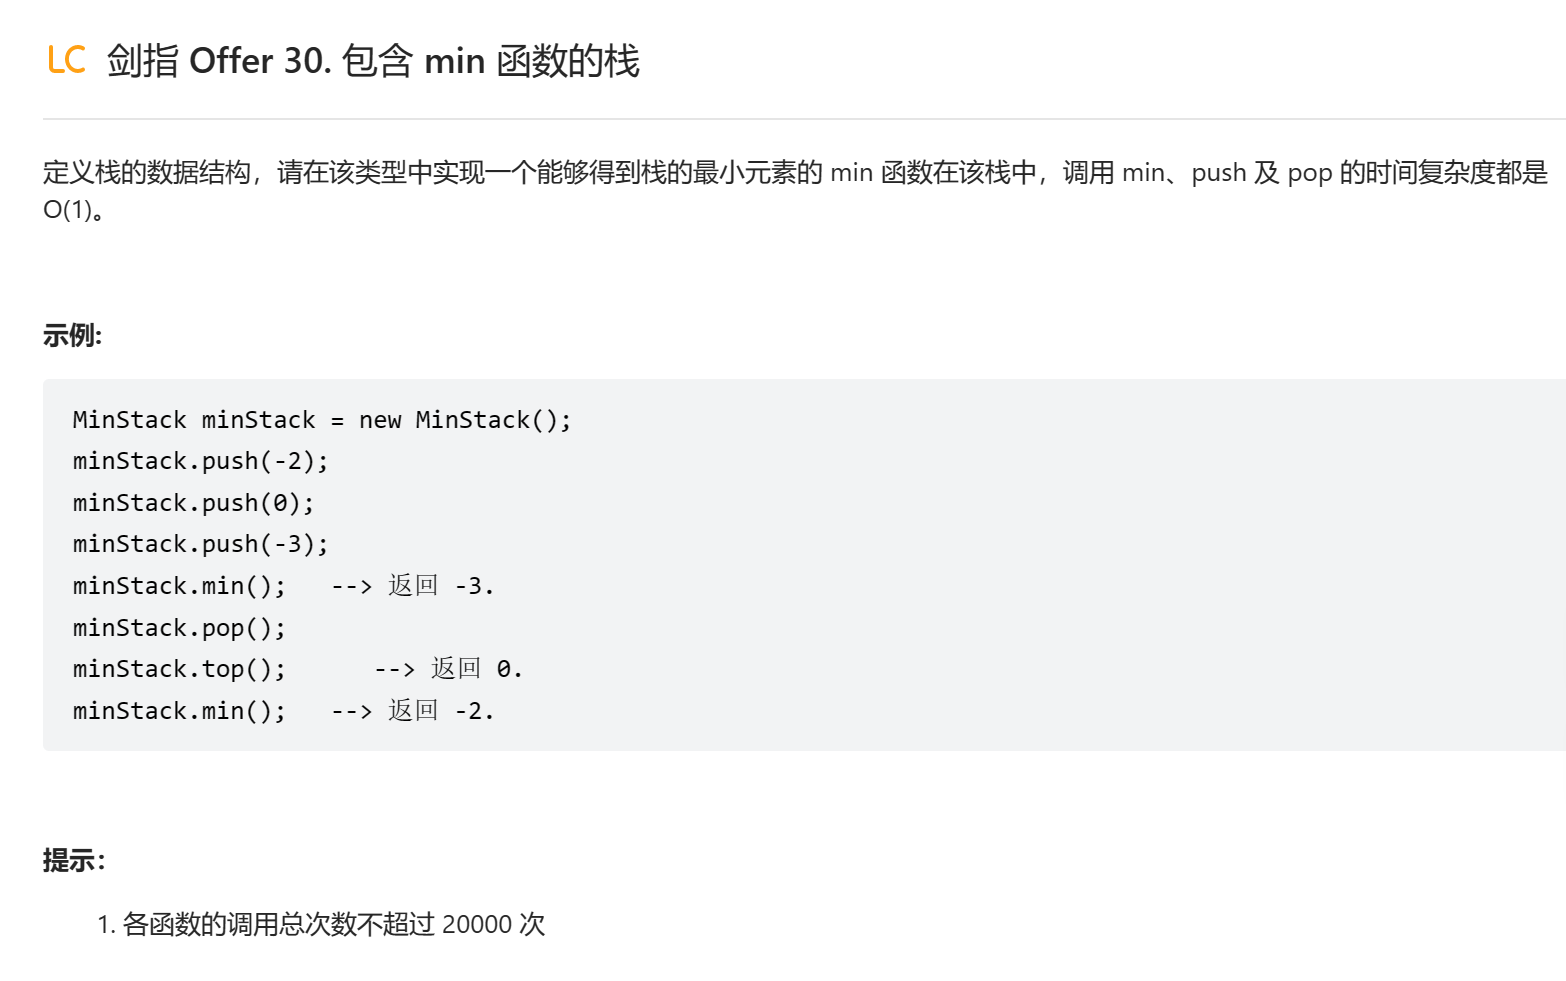 LC 剑指 Offer 30. 包含 min 函数的栈
定义栈的数据结构，请在该类型中实现一个能够得到栈的最小元素的 min 函数在该栈中，调用 min、push 及 pop 的时间复杂度都是
O(1)。
示例:
MinStack minStack = new MinStack();
minStack.push(-2);
minStack.push(0);
minStack.push(-3);
minStack.min();   --> 返回 -3.
minStack.pop();
minStack.top();      --> 返回 0.
minStack.min();   --> 返回 -2.
提示：
1. 各函数的调用总次数不超过 20000 次